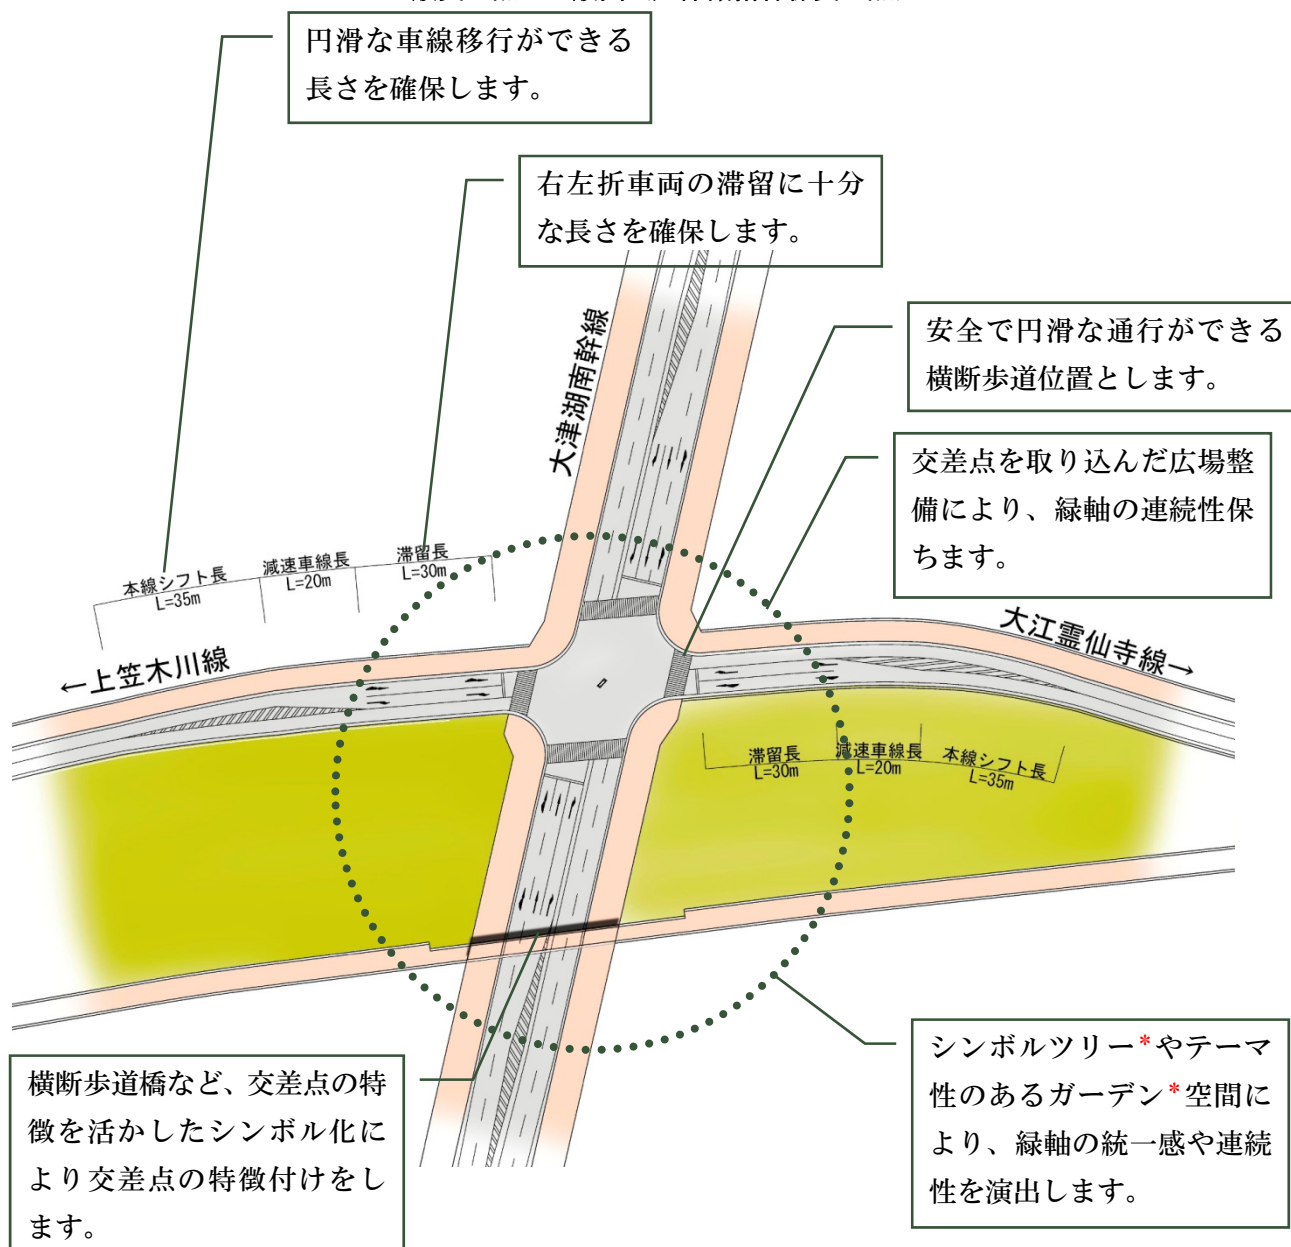 円滑な車線移行ができる
長さを確保します。
右左折車両の滞留に十分
な長さを確保します。
安全で円滑な通行ができる
横断歩道位置とします。
大津湖南幹線
交差点を取り込んだ広場整
備により、緑軸の連続性保
ちます。
本線シフト長
L=35m
減速車線長
L=20m
滞留長
L=30m
大江霊仙寺線→
←上笠木川線
滞留長
L=30m
減速車線長
L=20m
本線シフト長
L=35m
シンボルツリー*やテーマ
性のあるガーデン*空間に
より、緑軸の統一感や連続
性を演出します。
横断歩道橋など、交差点の特
徴を活かしたシンボル化に
より交差点の特徴付けをし
ます。